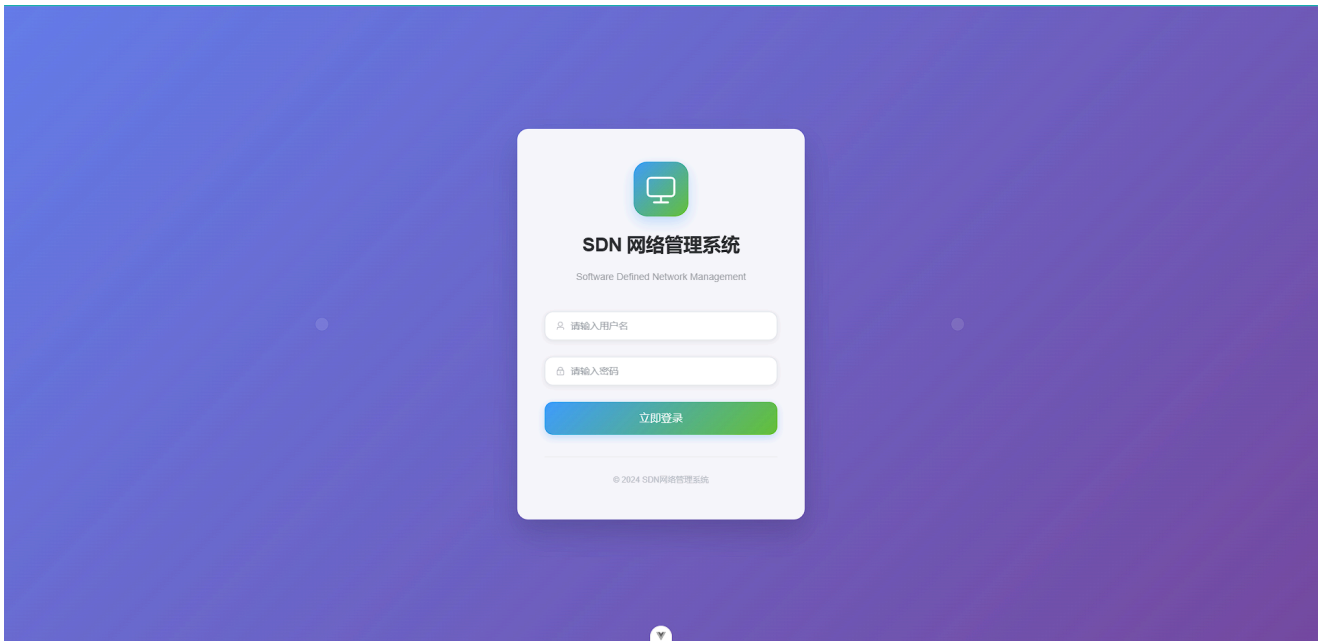 SDN 网络管理系统
Software Defined Network Management
请输入用户名
请输入密码
立即登录
© 2024 SDN网络管理系统